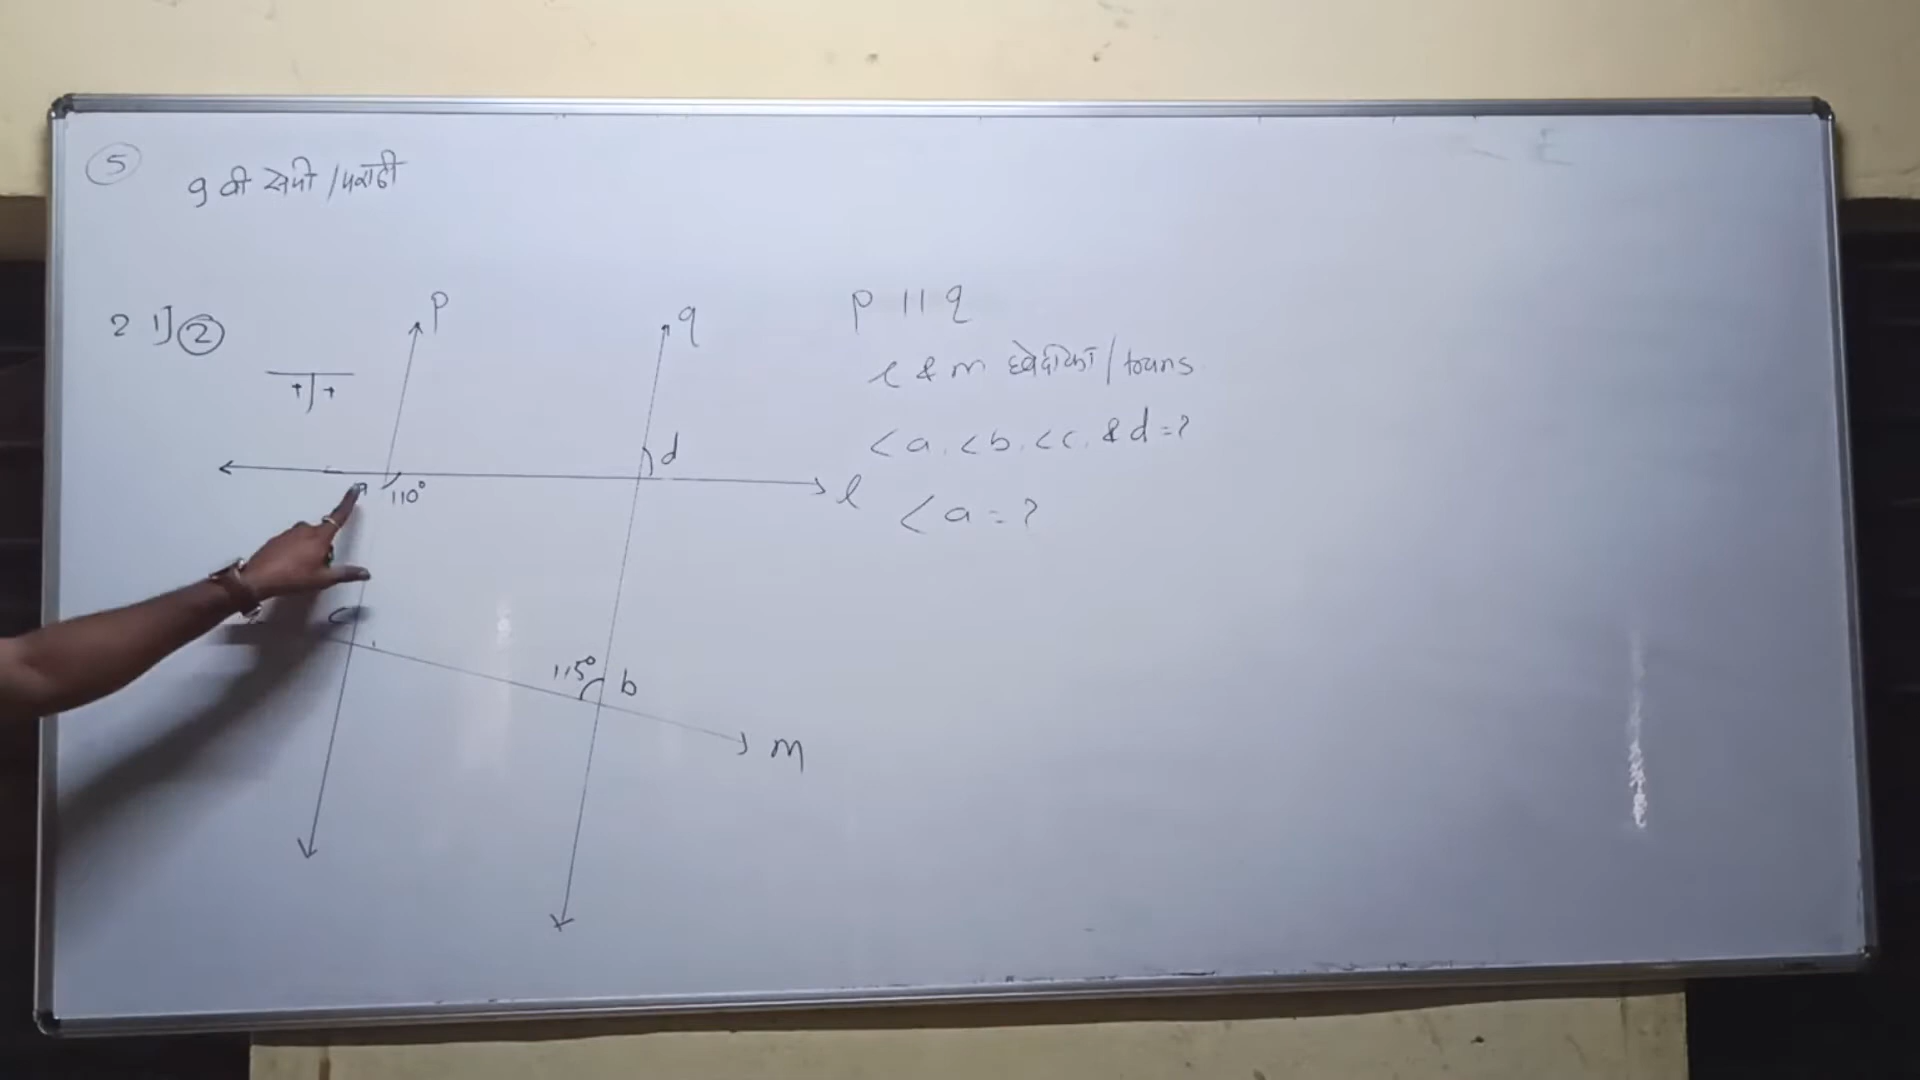 5
9 वी सेमी / मराठी
2 1] 2
p
q
p || q
l & m छेदीका / trans
d
<a, <b, <c, & d = ?
110°
l
<a = ?
c
115°
b
m